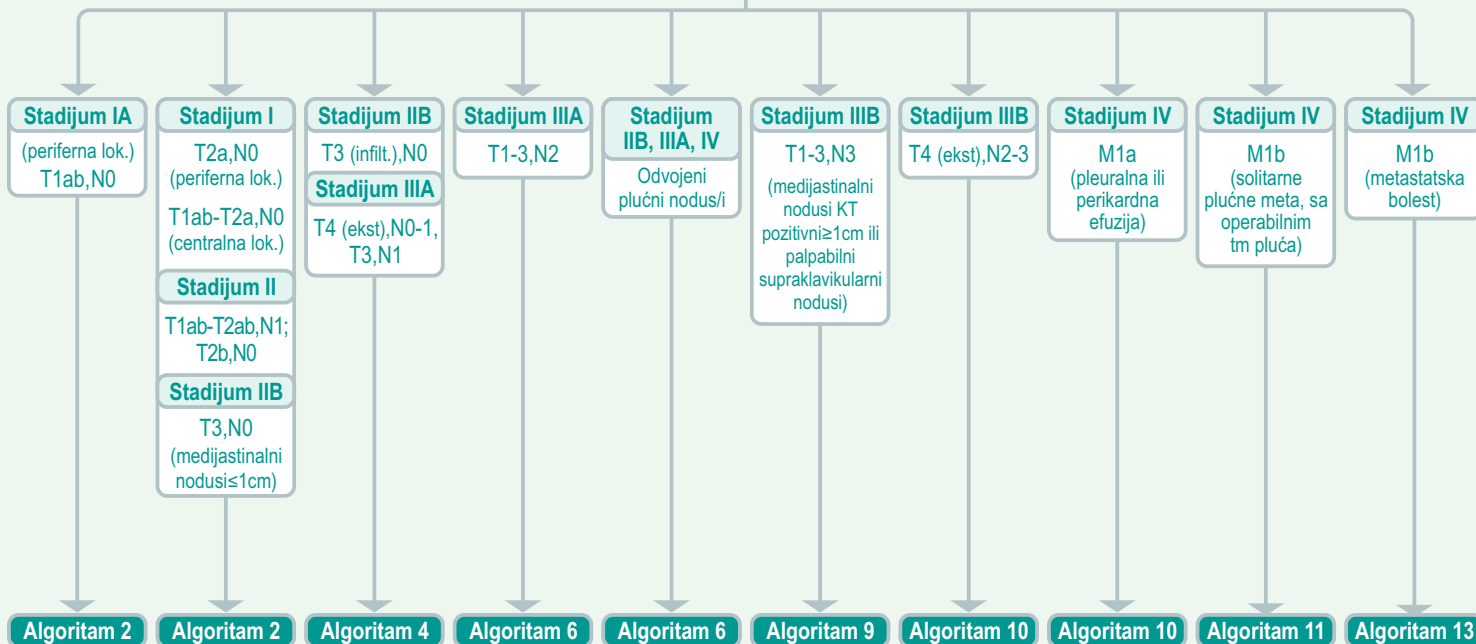 Stadijum IA
(periferna lok.)
T1ab,N0
Stadijum I
T2a,N0
(periferna lok.)
T1ab-T2a,N0
(centralna lok.)
Stadijum II
T1ab-T2ab,N1;
T2b,N0
Stadijum IIB
T3,N0
(medijastinalni
nodusi≤1cm)
Stadijum IIB
T3 (infilt.),N0
Stadijum IIIA
T4 (ekst),N0-1,
T3,N1
Stadijum IIIA
T1-3,N2
Stadijum
IIB, IIIA, IV
Odvojeni
plućni nodus/i
Stadijum IIIB
T1-3,N3
(medijastinalni
nodusi KT
pozitivni≥1cm ili
palpabilni
supraklavikularni
nodusi)
Stadijum IIIB
T4 (ekst),N2-3
Stadijum IV
M1a
(pleuralna ili
perikardna
efuzija)
Stadijum IV
M1b
(solitarne
plućne meta, sa
operabilnim
tm pluća)
Stadijum IV
M1b
(metastatska
bolest)
Algoritam 2
Algoritam 2
Algoritam 4
Algoritam 6
Algoritam 6
Algoritam 9
Algoritam 10
Algoritam 10
Algoritam 11
Algoritam 13